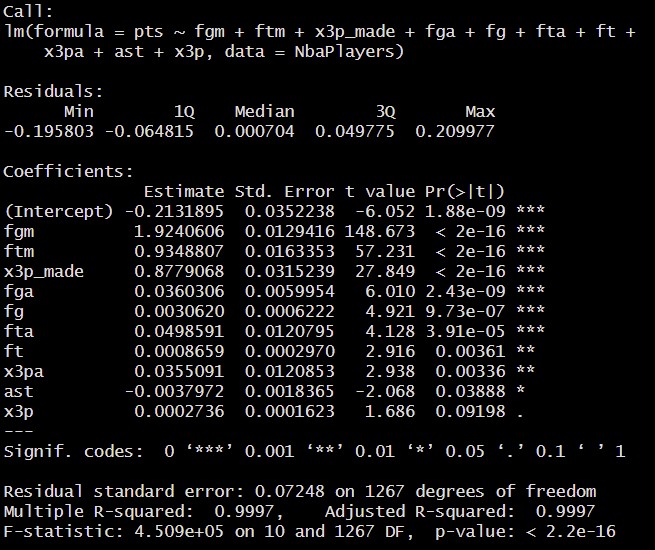 Call:
lm(formula = pts ~ fgm + ftm + x3p_made + fga + fg + fta + ft +
    x3pa + ast + x3p, data = NbaPlayers)

Residuals:
      Min        1Q    Median        3Q       Max
-0.195803 -0.064815  0.000704  0.049775  0.209977

Coefficients:
              Estimate Std. Error t value Pr(>|t|)
(Intercept) -0.2131895  0.0352238  -6.052 1.88e-09 ***
fgm          1.9240606  0.0129416 148.673  < 2e-16 ***
ftm          0.9348807  0.0163353  57.231  < 2e-16 ***
x3p_made     0.8779068  0.0315239  27.849  < 2e-16 ***
fga          0.0360306  0.0059954   6.010 2.43e-09 ***
fg           0.0030620  0.0006222   4.921 9.73e-07 ***
fta          0.0498591  0.0120795   4.128 3.91e-05 ***
ft           0.0008659  0.0002970   2.916  0.00361 **
x3pa         0.0355091  0.0120853   2.938  0.00336 **
ast         -0.0037972  0.0018365  -2.068  0.03888 *
x3p          0.0002736  0.0001623   1.686  0.09198 .
---
Signif. codes:  0 ‘***’ 0.001 ‘**’ 0.01 ‘*’ 0.05 ‘.’ 0.1 ‘ ’ 1

Residual standard error: 0.07248 on 1267 degrees of freedom
Multiple R-squared:  0.9997,    Adjusted R-squared:  0.9997
F-statistic: 4.509e+05 on 10 and 1267 DF,  p-value: < 2.2e-16